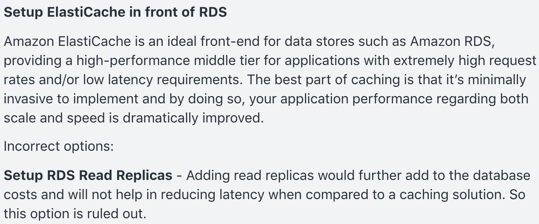 Setup ElastiCache in front of RDS
Amazon ElastiCache is an ideal front-end for data stores such as Amazon RDS,
providing a high-performance middle tier for applications with extremely high request
rates and/or low latency requirements. The best part of caching is that it's minimally
invasive to implement and by doing so, your application performance regarding both
scale and speed is dramatically improved.
Incorrect options:
Setup RDS Read Replicas - Adding read replicas would further add to the database
costs and will not help in reducing latency when compared to a caching solution. So
this option is ruled out.